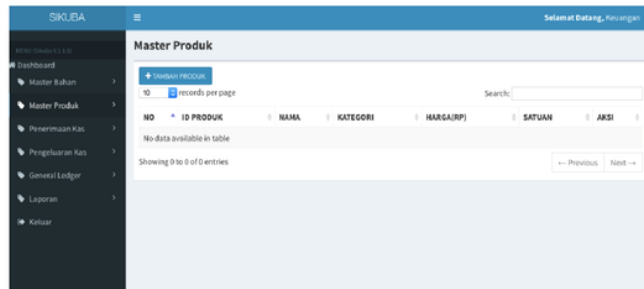 SIKUBA
Selamat Datang, Keuangan
Dashboard
Master Bahan
Master Produk
Penerimaan Kas
Pengeluaran Kas
General Ledger
Laporan
Keluar
Master Produk
+ TAMBAH PRODUK
10 records per page
Search:
NO ID PRODUK NAMA KATEGORI HARGA(RP) SATUAN AKSI
No data available in table
Showing 0 to 0 of 0 entries
← Previous Next →